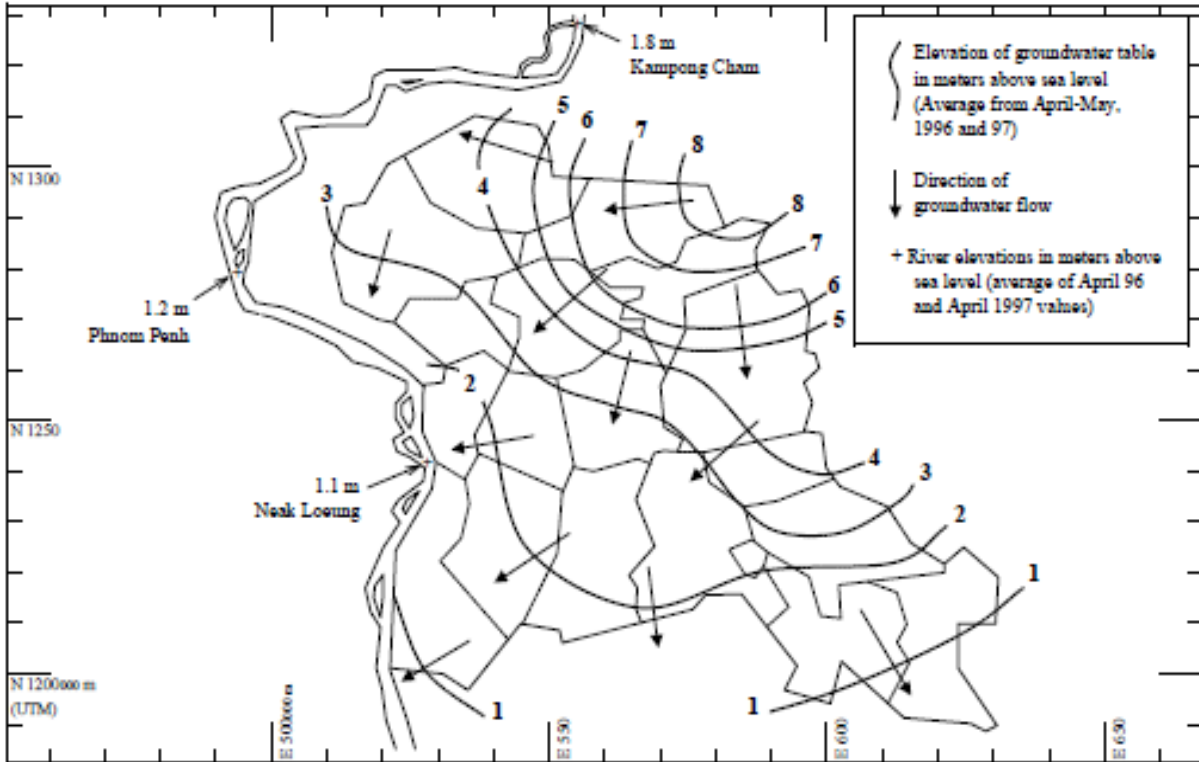 1.8 m
Kampong Cham
Elevation of groundwater table
in meters above sea level
(Average from April-May,
1996 and 97)
Direction of
groundwater flow
+ River elevations in meters above
sea level (average of April 96
and April 1997 values)
5
6
7
8
4
3
8
7
6
5
N 1300
1.2 m
Phnom Penh
2
N 1250
1.1 m
Neak Loeung
4
3
2
1
N 1200000 m
(UTM)
1
1
E 500000 m
E 550
E 600
E 650